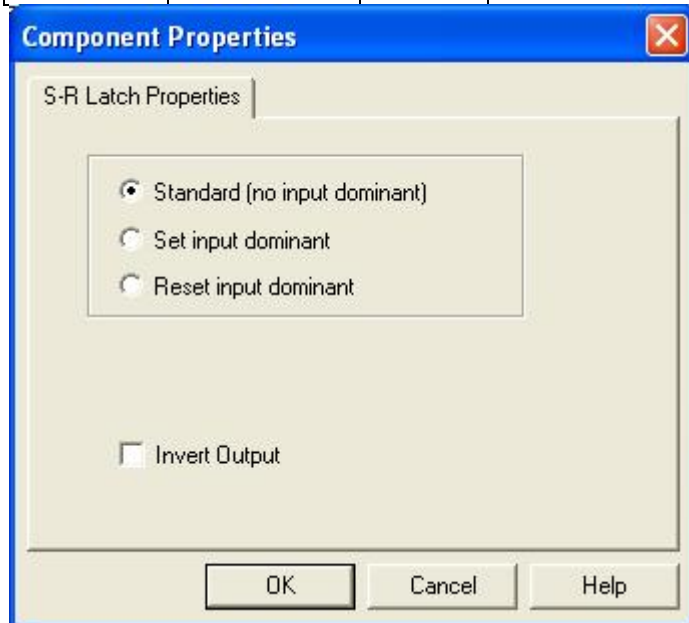 Component Properties
S-R Latch Properties
Standard (no input dominant)
Set input dominant
Reset input dominant
Invert Output
OK Cancel Help